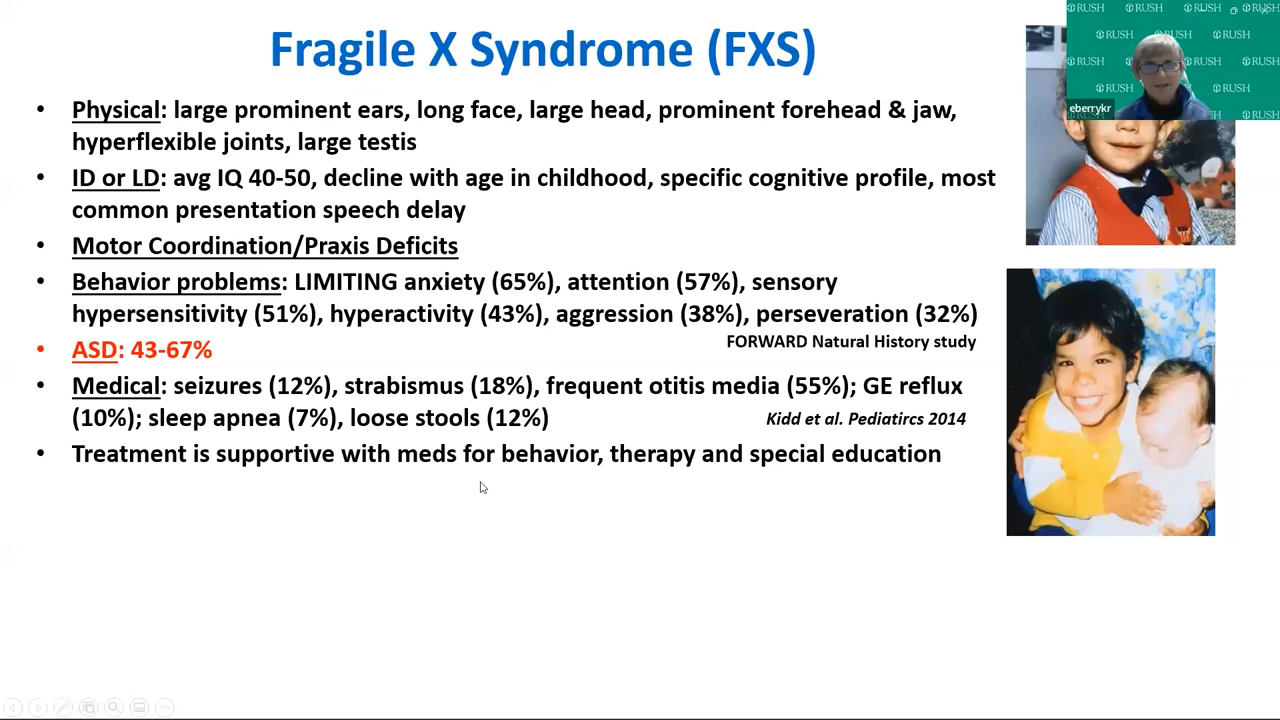 Fragile X Syndrome (FXS)
• Physical: large prominent ears, long face, large head, prominent forehead & jaw,
hyperflexible joints, large testis
• ID or LD: avg IQ 40-50, decline with age in childhood, specific cognitive profile, most
common presentation speech delay
• Motor Coordination/Praxis Deficits
• Behavior problems: LIMITING anxiety (65%), attention (57%), sensory
hypersensitivity (51%), hyperactivity (43%), aggression (38%), perseveration (32%)
FORWARD Natural History study
• ASD: 43-67%
• Medical: seizures (12%), strabismus (18%), frequent otitis media (55%); GE reflux
(10%); sleep apnea (7%), loose stools (12%)
Kidd et al. Pediatircs 2014
• Treatment is supportive with meds for behavior, therapy and special education
RUSH RUSH RUSH
RUSH RUSH
RUSH RUSH
RUSH RUSH
RUSH
eberrykr